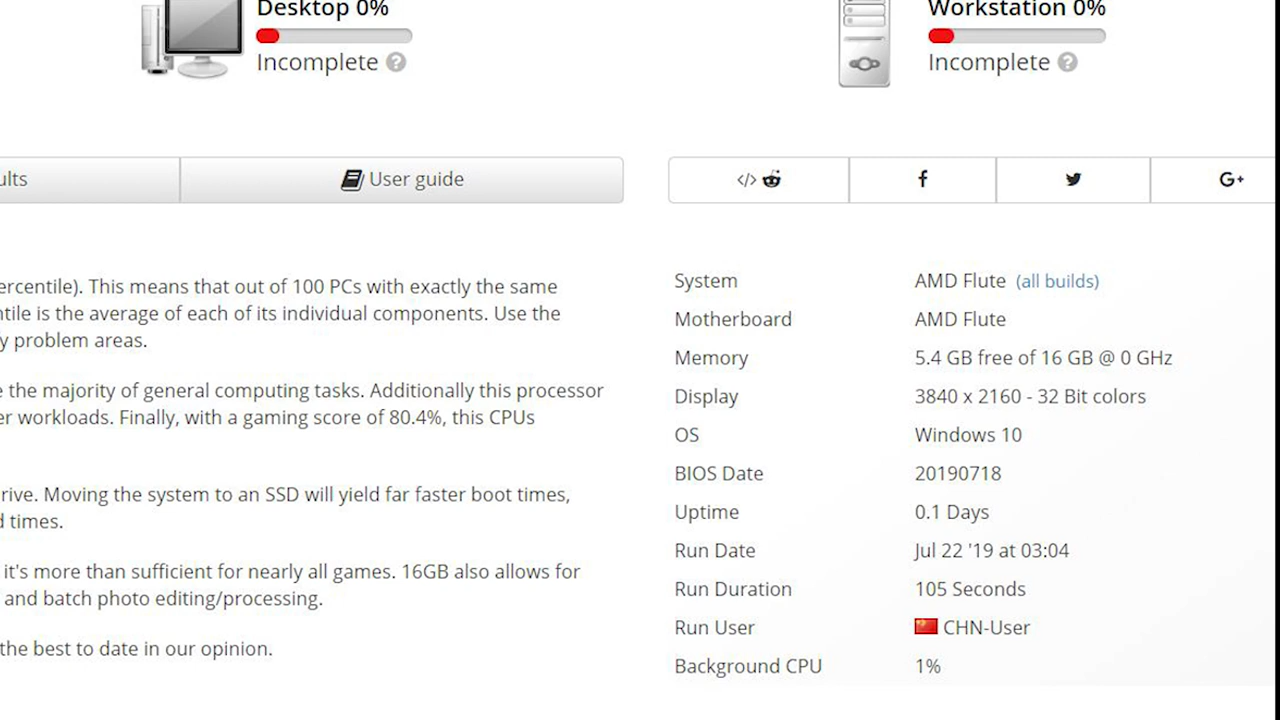 Desktop 0%
Incomplete ?
Workstation 0%
Incomplete ?
ults
User guide
</>
f
G+
ercentile). This means that out of 100 PCs with exactly the same
ntile is the average of each of its individual components. Use the
y problem areas.
e the majority of general computing tasks. Additionally this processor
er workloads. Finally, with a gaming score of 80.4%, this CPUs
rive. Moving the system to an SSD will yield far faster boot times,
d times.
it's more than sufficient for nearly all games. 16GB also allows for
and batch photo editing/processing.
the best to date in our opinion.
System AMD Flute (all builds)
Motherboard AMD Flute
Memory 5.4 GB free of 16 GB @ 0 GHz
Display 3840 x 2160 - 32 Bit colors
OS Windows 10
BIOS Date 20190718
Uptime 0.1 Days
Run Date Jul 22 '19 at 03:04
Run Duration 105 Seconds
Run User CHN-User
Background CPU 1%